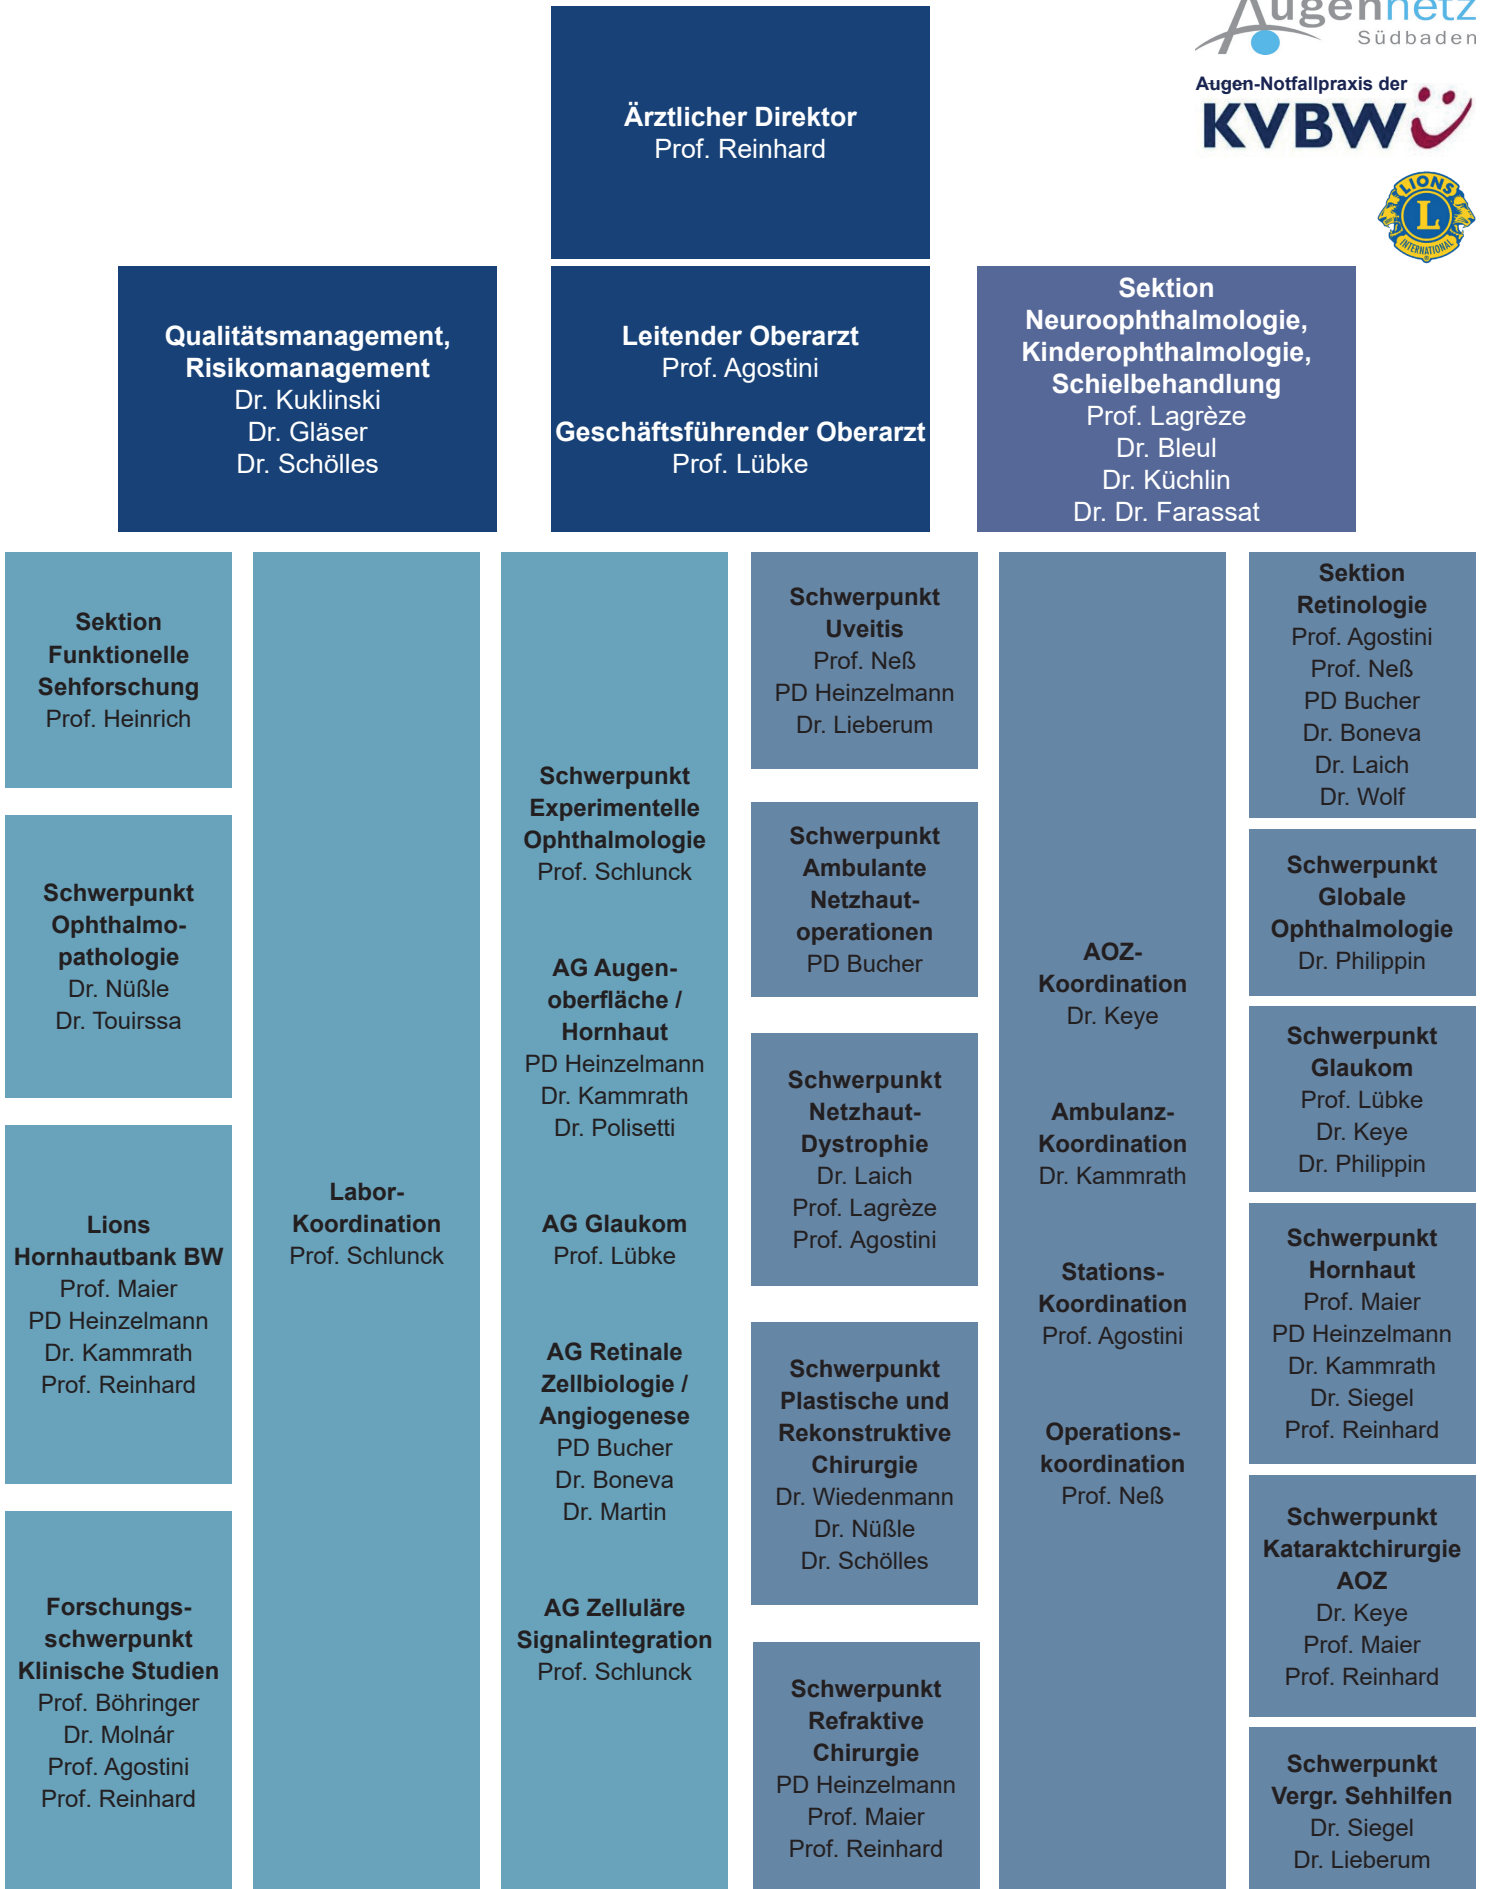 Augennetz
Südbaden
Augen-Notfallpraxis der
KVBW
LIONS
L
INTERNATIONAL
Ärztlicher Direktor
Prof. Reinhard
Qualitätsmanagement,
Risikomanagement
Dr. Kuklinski
Dr. Gläser
Dr. Schölles
Leitender Oberarzt
Prof. Agostini
Geschäftsführender Oberarzt
Prof. Lübke
Sektion
Neuroophthalmologie,
Kinderophthalmologie,
Schielbehandlung
Prof. Lagrèze
Dr. Bleul
Dr. Küchlin
Dr. Dr. Farassat
Sektion
Funktionelle
Sehforschung
Prof. Heinrich
Schwerpunkt
Ophthalmo-
pathologie
Dr. Nüßle
Dr. Touirssa
Lions
Hornhautbank BW
Prof. Maier
PD Heinzelmann
Dr. Kammrath
Prof. Reinhard
Forschungs-
schwerpunkt
Klinische Studien
Prof. Böhringer
Dr. Molnár
Prof. Agostini
Prof. Reinhard
Labor-
Koordination
Prof. Schlunck
Schwerpunkt
Experimentelle
Ophthalmologie
Prof. Schlunck
AG Augen-
oberfläche /
Hornhaut
PD Heinzelmann
Dr. Kammrath
Dr. Polisetti
AG Glaukom
Prof. Lübke
AG Retinale
Zellbiologie /
Angiogenese
PD Bucher
Dr. Boneva
Dr. Martin
AG Zelluläre
Signalintegration
Prof. Schlunck
Schwerpunkt
Uveitis
Prof. Neß
PD Heinzelmann
Dr. Lieberum
Schwerpunkt
Ambulante
Netzhaut-
operationen
PD Bucher
Schwerpunkt
Netzhaut-
Dystrophie
Dr. Laich
Prof. Lagrèze
Prof. Agostini
Schwerpunkt
Plastische und
Rekonstruktive
Chirurgie
Dr. Wiedenmann
Dr. Nüßle
Dr. Schölles
Schwerpunkt
Refraktive
Chirurgie
PD Heinzelmann
Prof. Maier
Prof. Reinhard
AOZ-
Koordination
Dr. Keye
Ambulanz-
Koordination
Dr. Kammrath
Stations-
Koordination
Prof. Agostini
Operations-
koordination
Prof. Neß
Sektion
Retinologie
Prof. Agostini
Prof. Neß
PD Bucher
Dr. Boneva
Dr. Laich
Dr. Wolf
Schwerpunkt
Globale
Ophthalmologie
Dr. Philippin
Schwerpunkt
Glaukom
Prof. Lübke
Dr. Keye
Dr. Philippin
Schwerpunkt
Hornhaut
Prof. Maier
PD Heinzelmann
Dr. Kammrath
Dr. Siegel
Prof. Reinhard
Schwerpunkt
Kataraktchirurgie
AOZ
Dr. Keye
Prof. Maier
Prof. Reinhard
Schwerpunkt
Vergr. Sehhilfen
Dr. Siegel
Dr. Lieberum